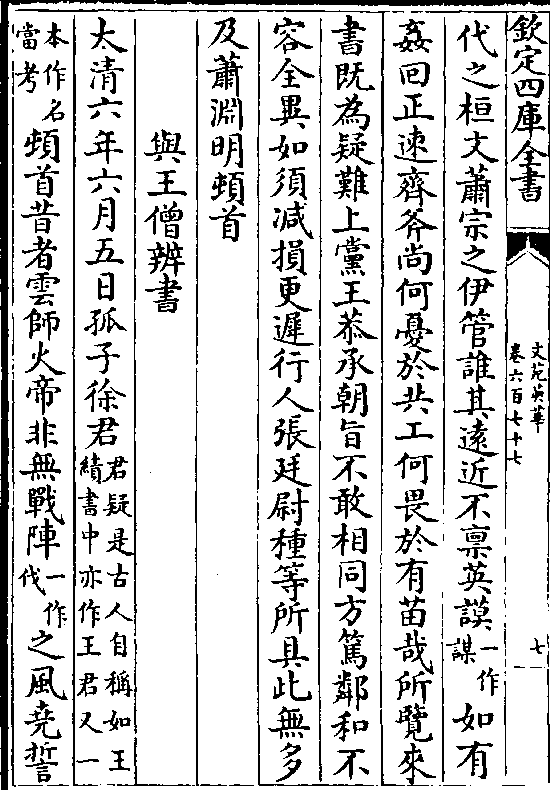 欽定四庫全書
文苑英華
卷六百七十七
七
代之桓文蕭宗之伊管誰其遠近不禀英謨一作謀如有
姦回正速齊斧尚何憂於共工何畏於有苗哉所覽來
書既為疑難上黨王恭承朝旨不敢相同方篤鄰和不
容全異如須減損更遲行人張廷尉種等所具此無多
及蕭淵明頓首
與王僧辨書
太清六年六月五日孤子徐君君疑是古人自稱如王績書中亦作王君又一
本作名當考頓首昔者雲師火帝非無戰陣一作伐之風堯誓